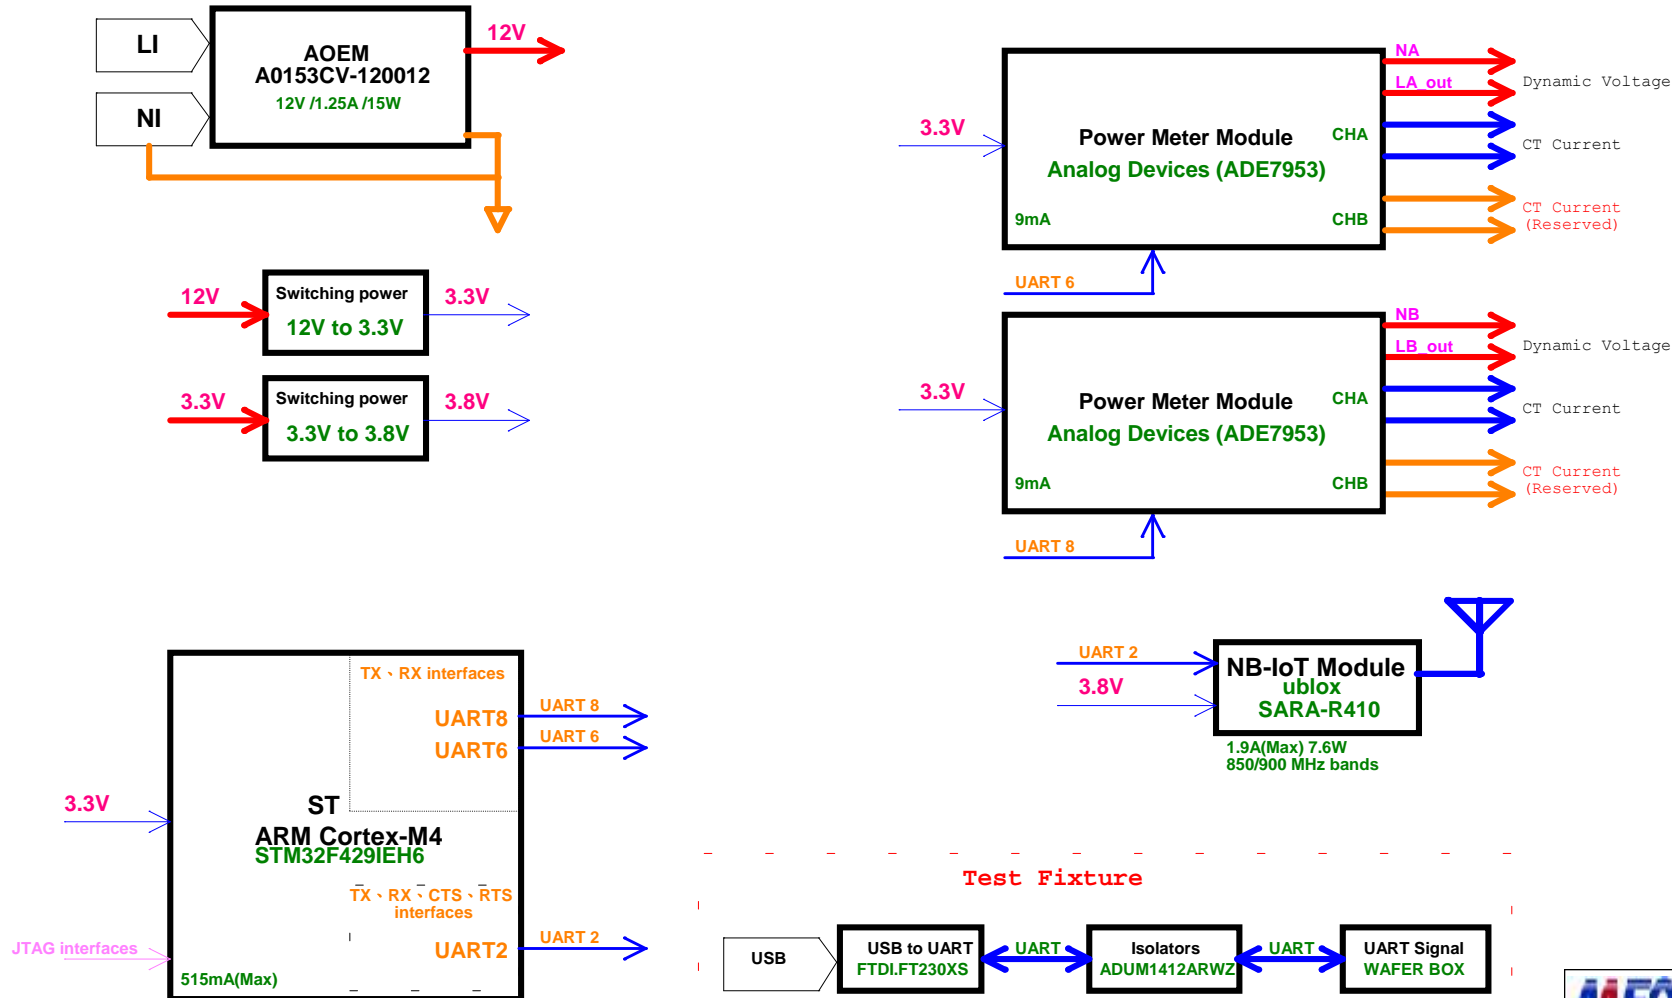 LI
NI
AOEM
A0153CV-120012
12V /1.25A /15W
12V
12V
Switching power
12V to 3.3V
3.3V
3.3V
Switching power
3.3V to 3.8V
3.8V
3.3V
Power Meter Module
Analog Devices (ADE7953)
9mA
CHA
CHB
NA
LA_out
Dynamic Voltage
CT Current
CT Current
(Reserved)
UART 6
3.3V
Power Meter Module
Analog Devices (ADE7953)
9mA
CHA
CHB
NB
LB_out
Dynamic Voltage
CT Current
CT Current
(Reserved)
UART 8
UART 2
3.8V
NB-IoT Module
ublox
SARA-R410
1.9A(Max) 7.6W
850/900 MHz bands
TX、RX interfaces
UART8
UART 8
UART6
UART 6
3.3V
ST
ARM Cortex-M4
STM32F429IEH6
TX、RX、CTS、RTS
interfaces
UART2
UART 2
JTAG interfaces
515mA(Max)
Test Fixture
USB
USB to UART
FTDI.FT230XS
UART
Isolators
ADUM1412ARWZ
UART
UART Signal
WAFER BOX